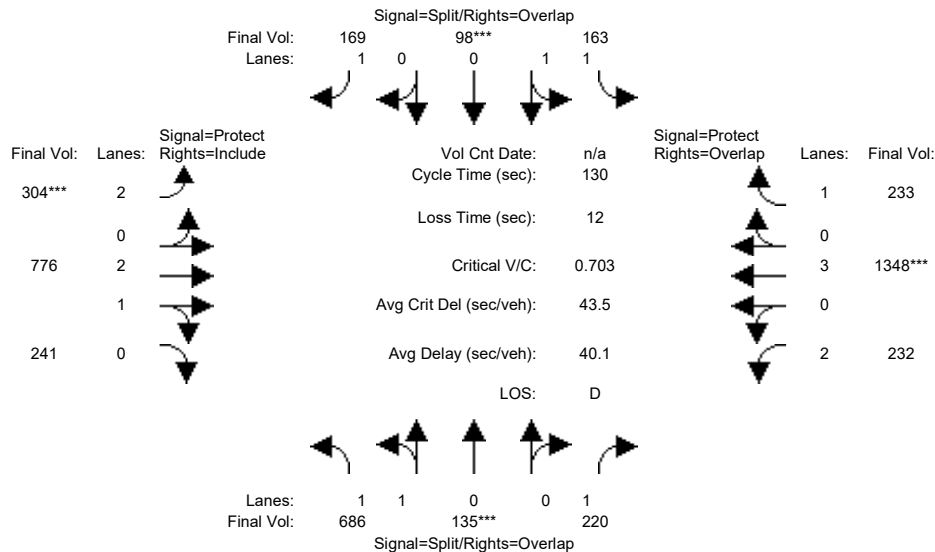 Signal=Split/Rights=Overlap
Final Vol: 169 98*** 163
Lanes: 1 0 0 1 1
Signal=Protect Signal=Protect
Final Vol: Lanes: Rights=Include Vol Cnt Date: n/a Rights=Overlap Lanes: Final Vol:
Cycle Time (sec): 130
304*** 2 1 233
Loss Time (sec): 12
0 0
776 2 Critical V/C: 0.703 3 1348***
1 Avg Crit Del (sec/veh): 43.5 0
241 0 Avg Delay (sec/veh): 40.1 2 232
LOS: D
Lanes: 1 1 0 0 1
Final Vol: 686 135*** 220
Signal=Split/Rights=Overlap